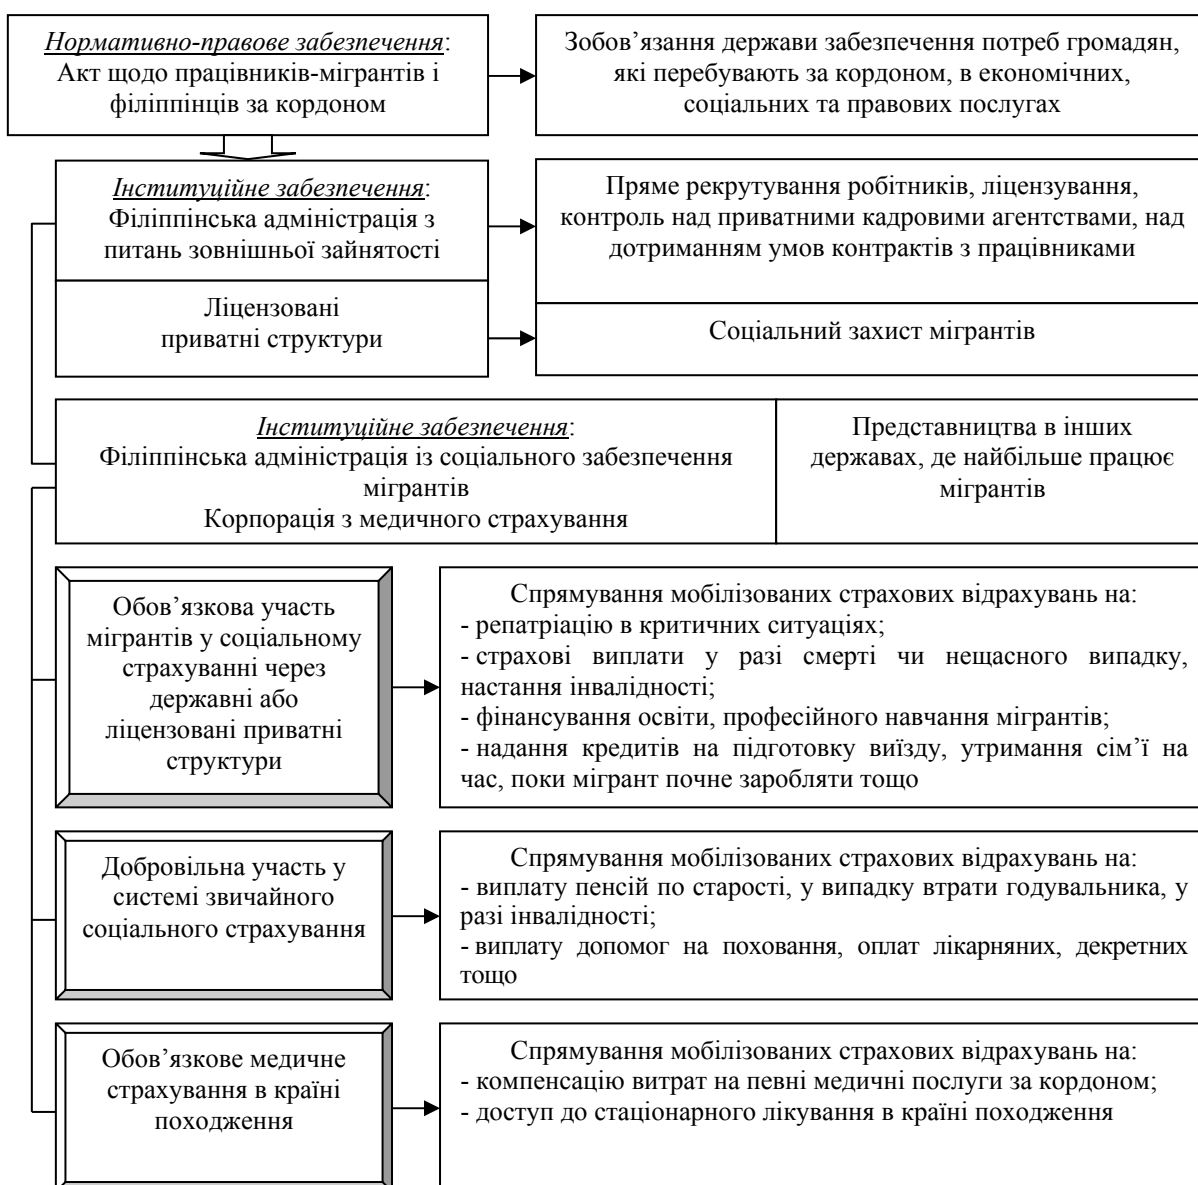 Нормативно-правове забезпечення:
Акт щодо працівників-мігрантів і
філіппінців за кордоном
Зобов’язання держави забезпечення потреб громадян,
які перебувають за кордоном, в економічних,
соціальних та правових послугах
Інституційне забезпечення:
Філіппінська адміністрація з
питань зовнішньої зайнятості
Пряме рекрутування робітників, ліцензування,
контроль над приватними кадровими агентствами, над
дотриманням умов контрактів з працівниками
Ліцензовані
приватні структури
Соціальний захист мігрантів
Інституційне забезпечення:
Філіппінська адміністрація із соціального забезпечення
мігрантів
Корпорація з медичного страхування
Представництва в інших
державах, де найбільше працює
мігрантів
Обов’язкова участь
мігрантів у соціальному
страхуванні через
державні або
ліцензовані приватні
структури
Спрямування мобілізованих страхових відрахувань на:
- репатріацію в критичних ситуаціях;
- страхові виплати у разі смерті чи нещасного випадку,
настання інвалідності;
- фінансування освіти, професійного навчання мігрантів;
- надання кредитів на підготовку виїзду, утримання сім’ї на
час, поки мігрант почне заробляти тощо
Добровільна участь у
системі звичайного
соціального страхування
Спрямування мобілізованих страхових відрахувань на:
- виплату пенсій по старості, у випадку втрати годувальника, у
разі інвалідності;
- виплату допомог на поховання, оплат лікарняних, декретних
тощо
Обов’язкове медичне
страхування в країні
походження
Спрямування мобілізованих страхових відрахувань на:
- компенсацію витрат на певні медичні послуги за кордоном;
- доступ до стаціонарного лікування в країні походження